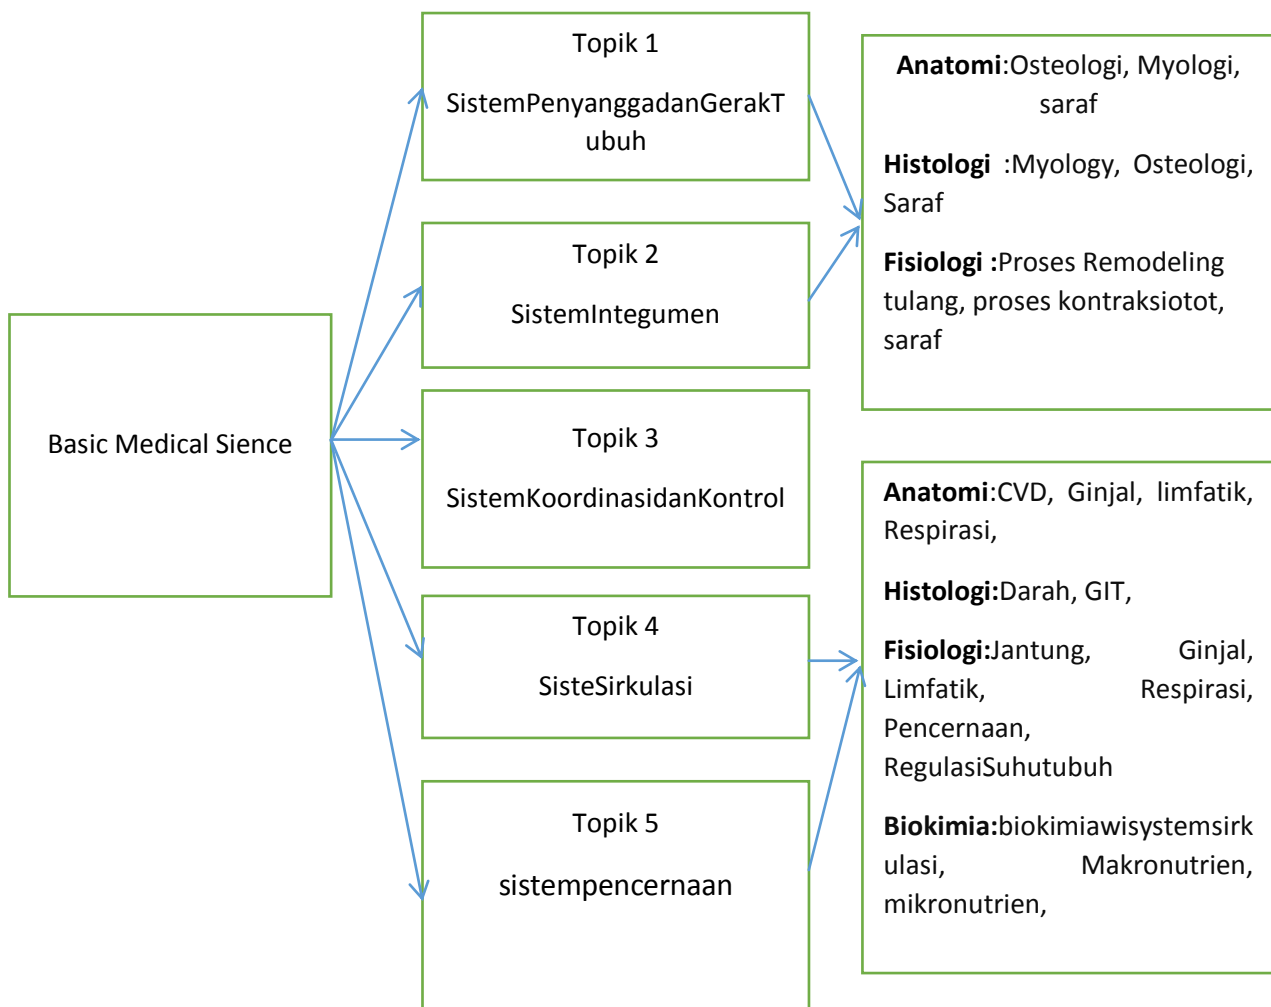 Basic Medical Sience
Topik 1
SistemPenyanggadanGerakT
ubuh
Topik 2
SistemIntegumen
Topik 3
SistemKoordinasidanKontrol
Topik 4
SisteSirkulasi
Topik 5
sistempencernaan
Anatomi:Osteologi, Myologi,
saraf
Histologi :Myology, Osteologi,
Saraf
Fisiologi :Proses Remodeling
tulang, proses kontraksiotot,
saraf
Anatomi:CVD, Ginjal, limfatik,
Respirasi,
Histologi:Darah, GIT,
Fisiologi:Jantung, Ginjal,
Limfatik, Respirasi,
Pencernaan,
RegulasiSuhutubuh
Biokimia:biokimiawisystemsirk
ulasi, Makronutrien,
mikronutrien,